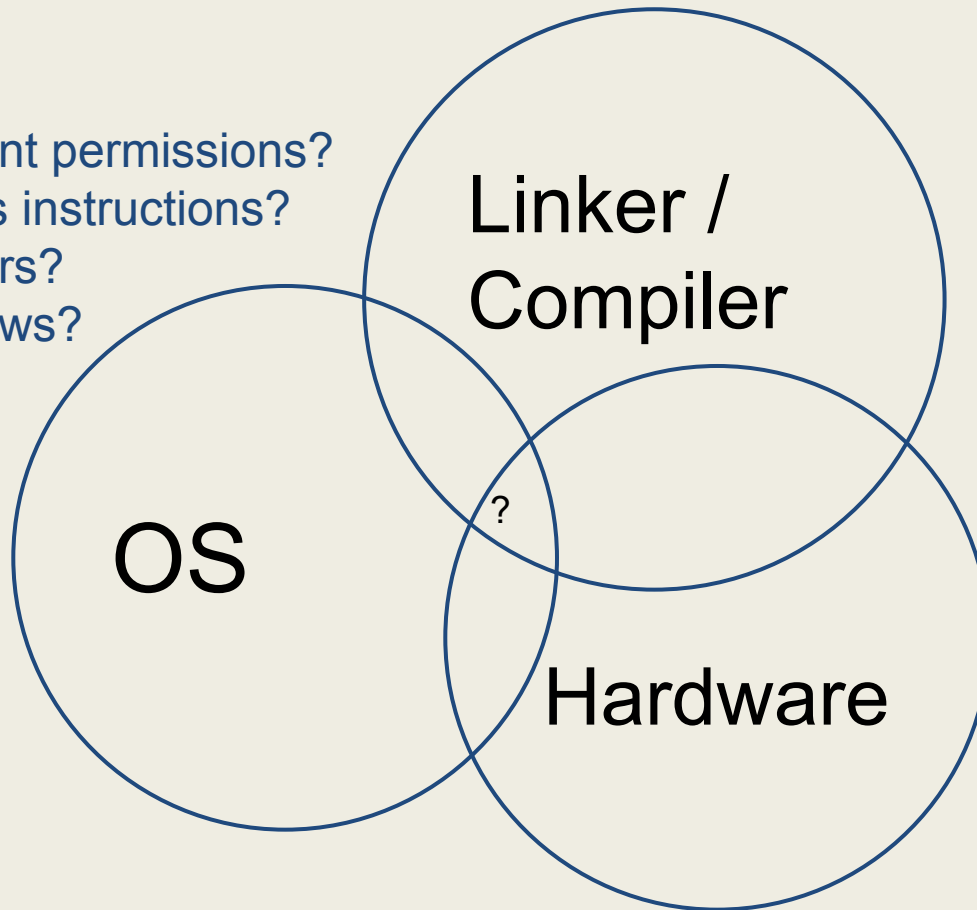 nt permissions?
s instructions?
rs?
ws?
Linker /
Compiler
?
OS
Hardware